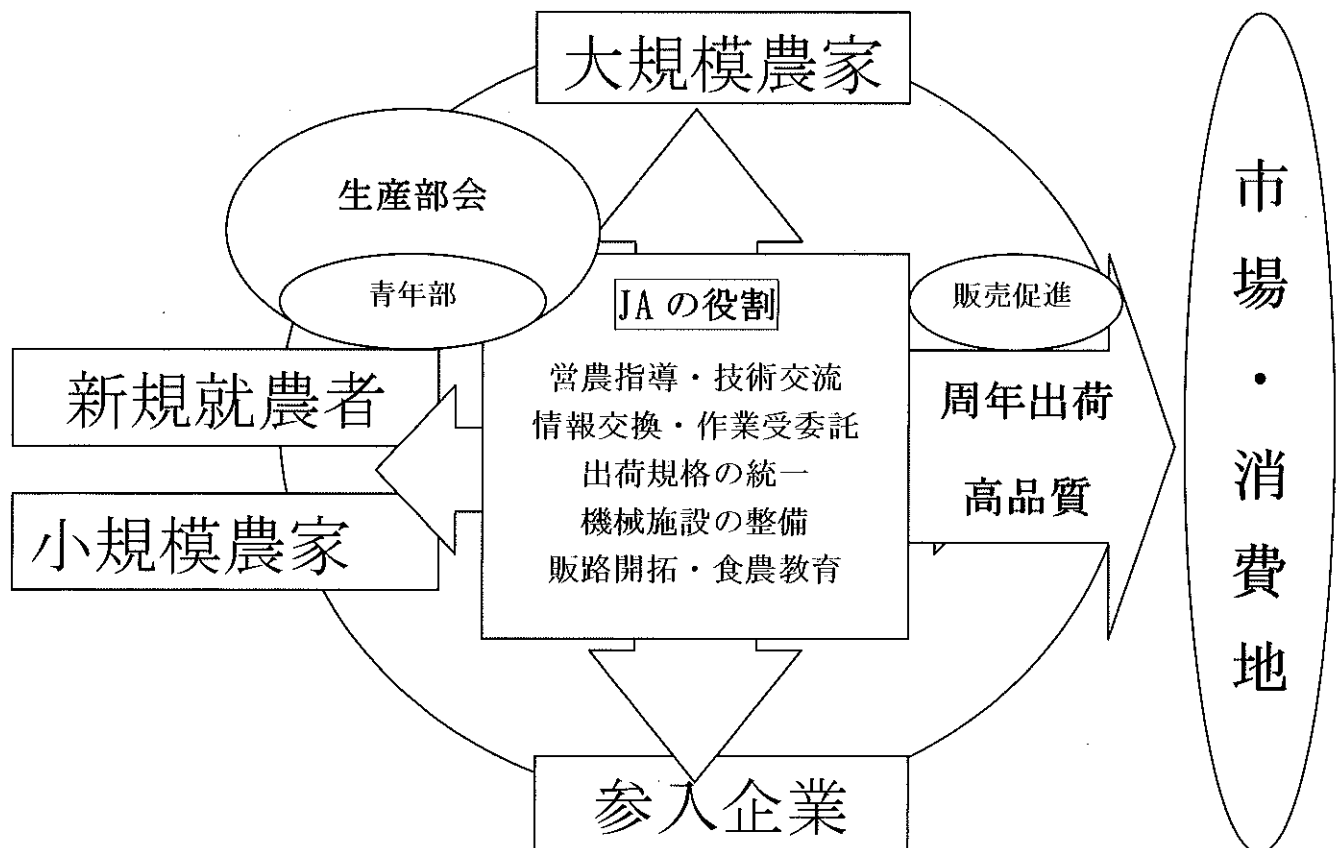 大規模農家
生産部会
青年部
新規就農者
小規模農家
JAの役割
営農指導・技術交流
情報交換・作業受委託
出荷規格の統一
機械施設の整備
販路開拓・食農教育
販売促進
周年出荷
高品質
参入企業
市場・消費地